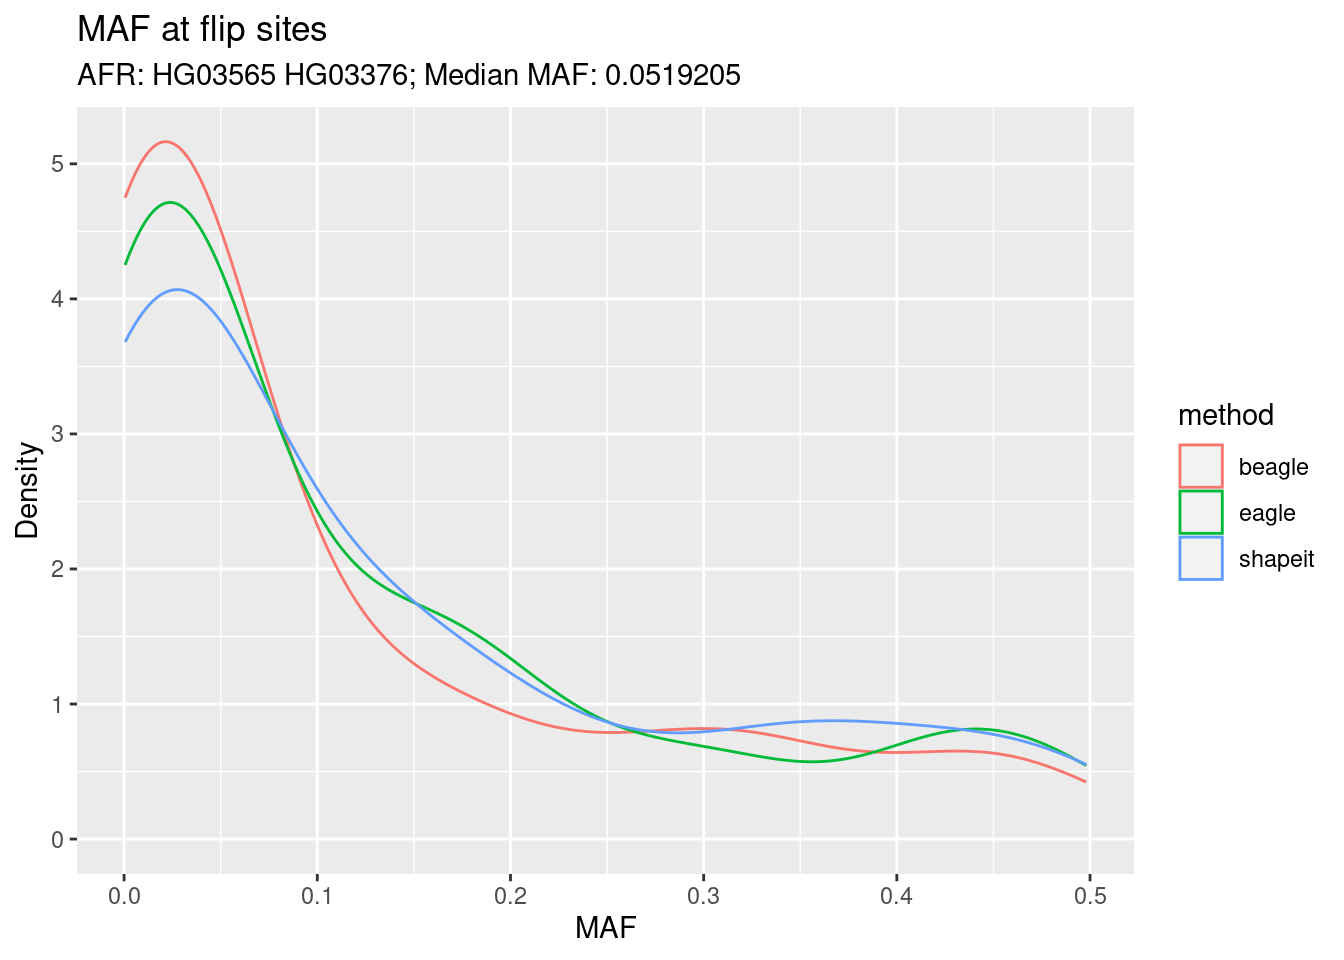 MAF at flip sites
AFR: HG03565 HG03376; Median MAF: 0.0519205
5
4
3
2
1
0
Density
0.0 0.1 0.2 0.3 0.4 0.5
MAF
method
beagle
eagle
shapeit